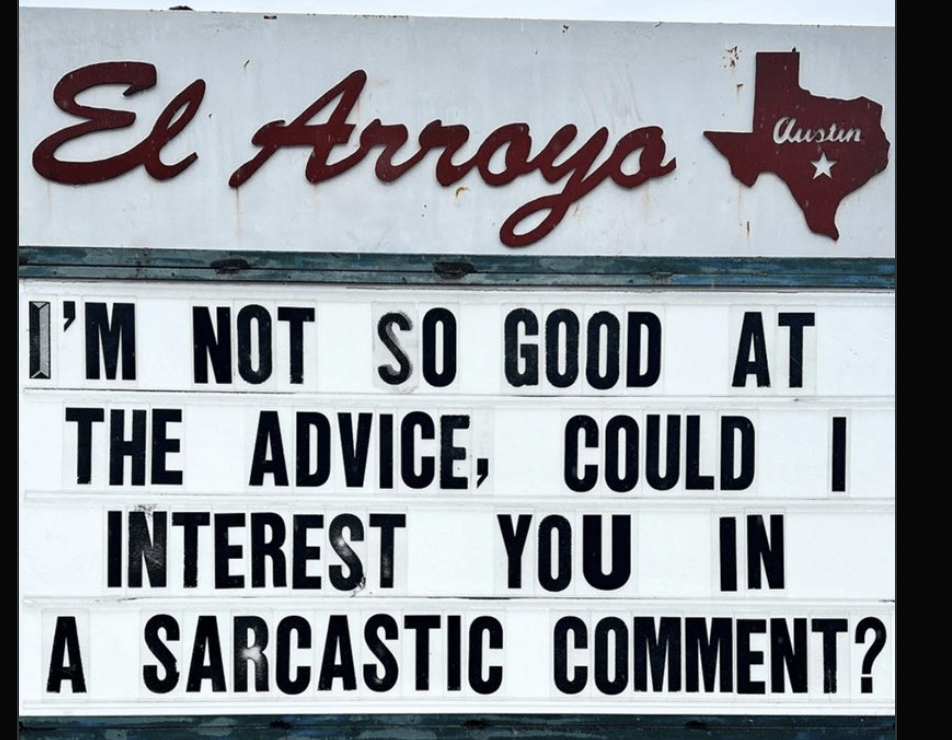 El Arroyo
Austin
I'M NOT SO GOOD AT
THE ADVICE, COULD I
INTEREST YOU IN
A SARCASTIC COMMENT?